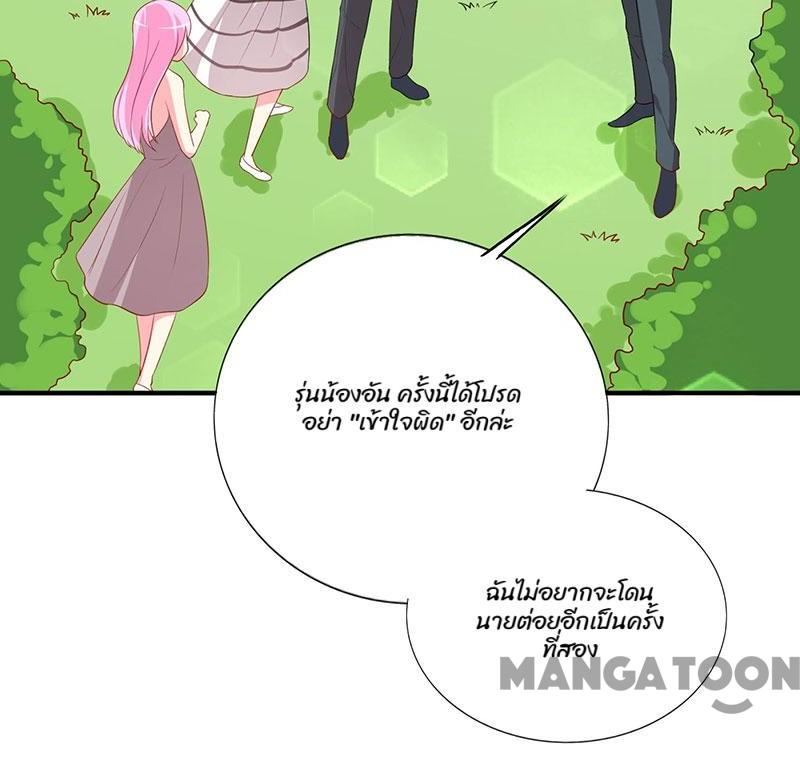 รุ่นน้องอัน ครั้งนี้ได้โปรด
อย่า "เข้าใจผิด" อีกล่ะ
ฉันไม่อยากจะโดน
นายต่อยอีกเป็นครั้ง
ที่สอง
MANGATOON